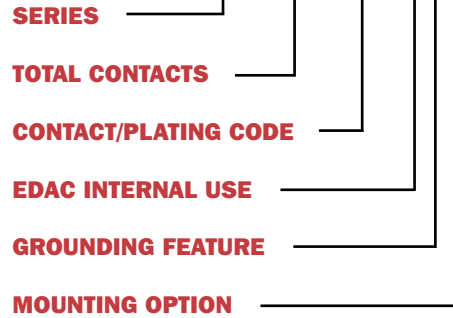 SERIES
TOTAL CONTACTS
CONTACT/PLATING CODE
EDAC INTERNAL USE
GROUNDING FEATURE
MOUNTING OPTION